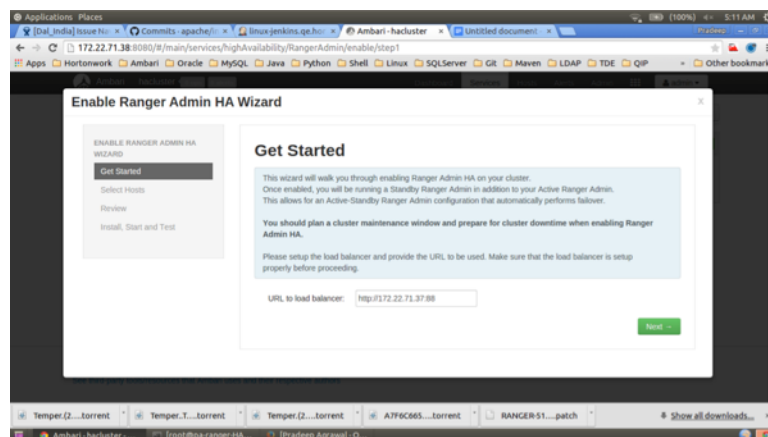 Applications Places
(100%)
5:11 AM
[Dal_India] Issue Na
Commits · apache/
linux-jenkins.qe.hor
Ambari - hacluster
Untitled document
Pradeep
172.22.71.38:8080/#/main/services/highAvailability/RangerAdmin/enable/step1
Apps Hortonwork Ambari Oracle MySQL Java Python Shell Linux SQLServer Git Maven LDAP TDE QIP » Other bookmark
Ambari hacluster Services admin
Enable Ranger Admin HA Wizard
X
ENABLE RANGER ADMIN HA
WIZARD
Get Started
Select Hosts
Review
Install, Start and Test
Get Started
This wizard will walk you through enabling Ranger Admin HA on your cluster.
Once enabled, you will be running a Standby Ranger Admin in addition to your Active Ranger Admin.
This allows for an Active-Standby Ranger Admin configuration that automatically performs failover.
You should plan a cluster maintenance window and prepare for cluster downtime when enabling Ranger
Admin HA.
Please setup the load balancer and provide the URL to be used. Make sure that the load balancer is setup
properly before proceeding.
URL to load balancer: http://172.22.71.37:88
Next →
Temper.(2....torrent
Temper..T....torrent
Temper.(2....torrent
A7F6C665....torrent
RANGER-51....patch
Show all downloads...
Ambari - hacluster -
[root@pa-ranger-HA
[Pradeep Agrawal - O